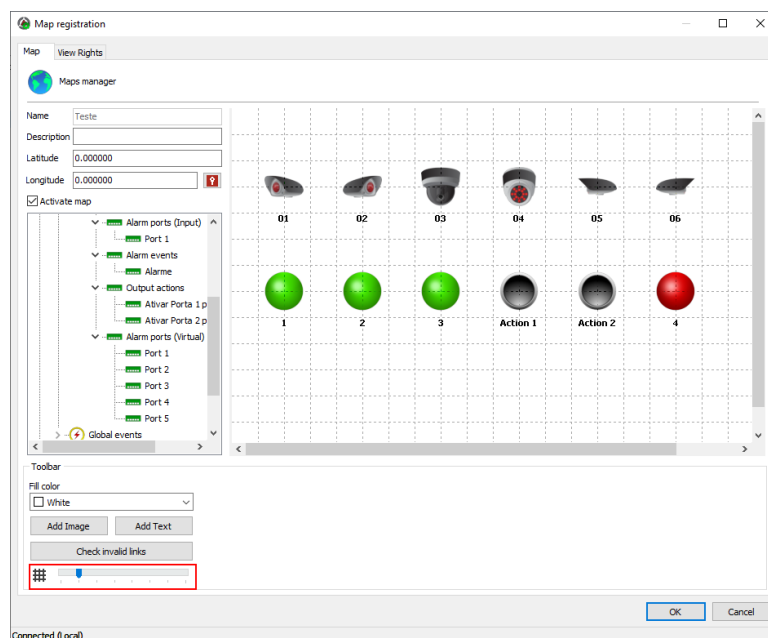 Map registration
Map View Rights
Maps manager
Name Teste
Description
Latitude 0.000000
Longitude 0.000000
Activate map
Alarm ports (Input)
Port 1
Alarm events
Alarme
Output actions
Ativar Porta 1 p
Ativar Porta 2 p
Alarm ports (Virtual)
Port 1
Port 2
Port 3
Port 4
Port 5
Global events
01 02 03 04 05 06
1 2 3 Action 1 Action 2 4
Toolbar
Fill color
White
Add Image Add Text
Check invalid links
OK Cancel
Connected (Local)